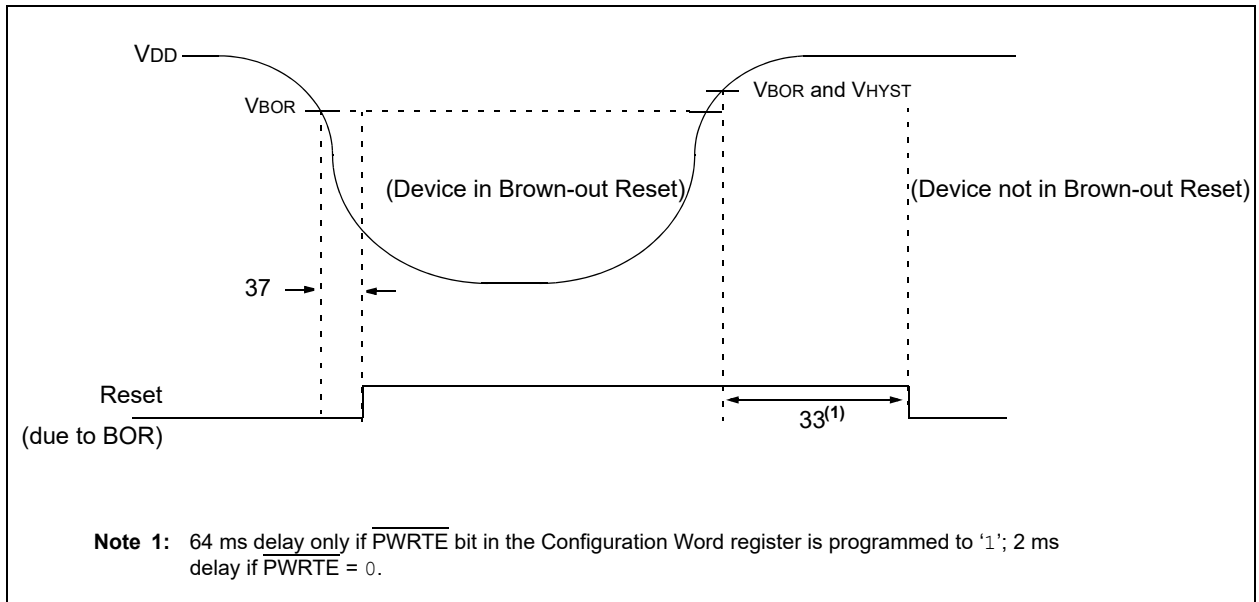 VDD
VBOR
VBOR and VHYST
(Device in Brown-out Reset)
(Device not in Brown-out Reset)
37
Reset
(due to BOR)
33(1)
Note 1: 64 ms delay only if PWRTE bit in the Configuration Word register is programmed to ‘1’; 2 ms
delay if PWRTE = 0.